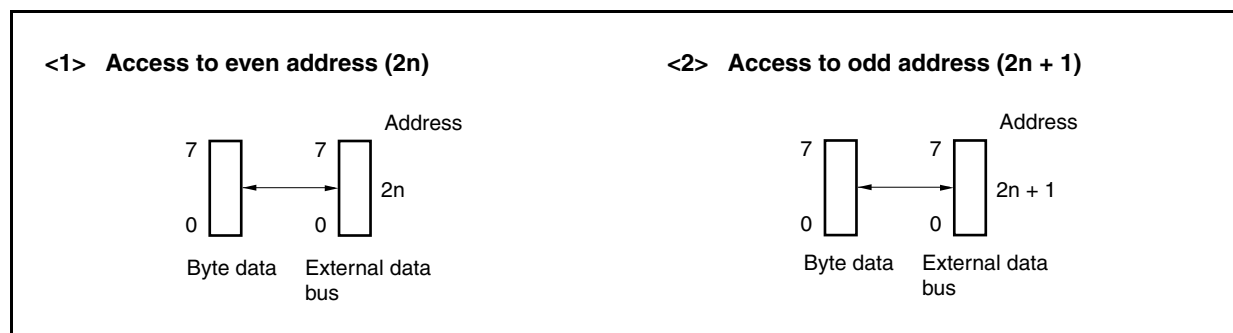 <1> Access to even address (2n)
Address
7 7
2n
0 0
Byte data External data
bus
<2> Access to odd address (2n + 1)
Address
7 7
2n + 1
0 0
Byte data External data
bus